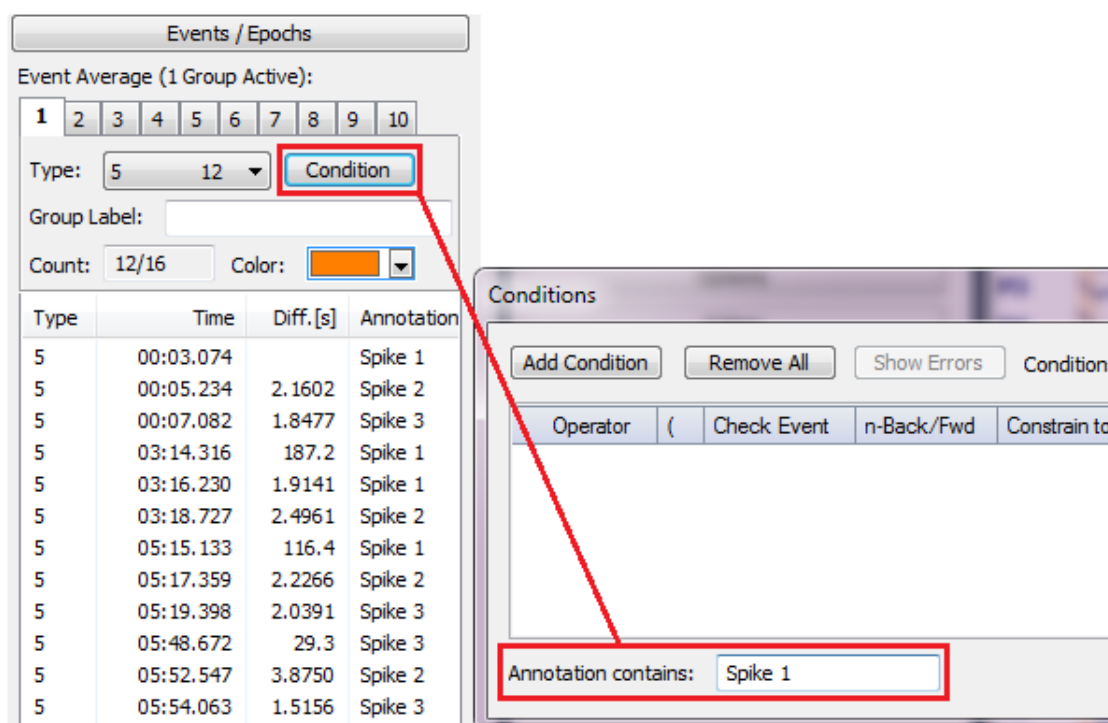 Events / Epochs
Event Average (1 Group Active):
1 2 3 4 5 6 7 8 9 10
Type: 5 12 Condition
Group Label:
Count: 12/16 Color:
Type Time Diff.[s] Annotation
5 00:03.074 Spike 1
5 00:05.234 2.1602 Spike 2
5 00:07.082 1.8477 Spike 3
5 03:14.316 187.2 Spike 1
5 03:16.230 1.9141 Spike 1
5 03:18.727 2.4961 Spike 2
5 05:15.133 116.4 Spike 1
5 05:17.359 2.2266 Spike 2
5 05:19.398 2.0391 Spike 3
5 05:48.672 29.3 Spike 3
5 05:52.547 3.8750 Spike 2
5 05:54.063 1.5156 Spike 3
Conditions
Add Condition Remove All Show Errors Condition
Operator ( Check Event n-Back/Fwd Constrain to
Annotation contains: Spike 1